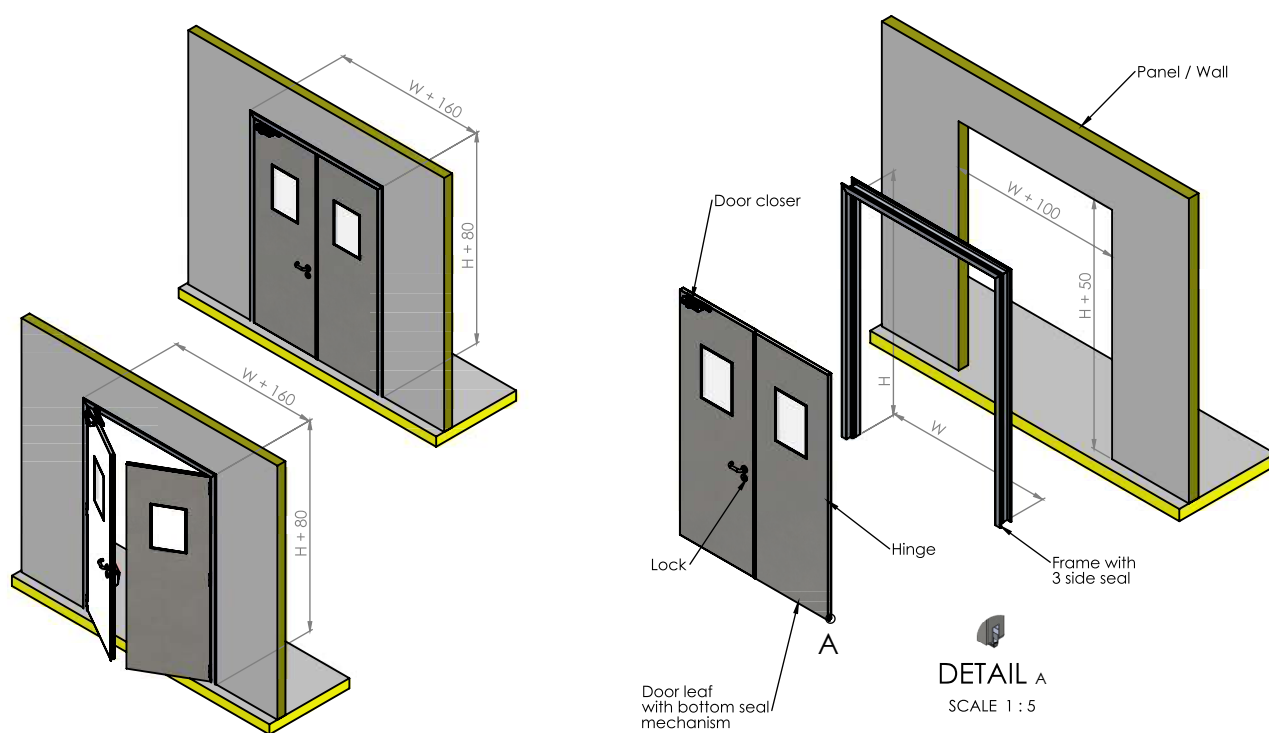 W + 160
H + 80
W + 160
H + 80
Panel / Wall
W + 100
H + 50
Door closer
H
W
Hinge
Lock
Frame with
3 side seal
A
Door leaf
with bottom seal
mechanism
DETAIL A
SCALE 1 : 5